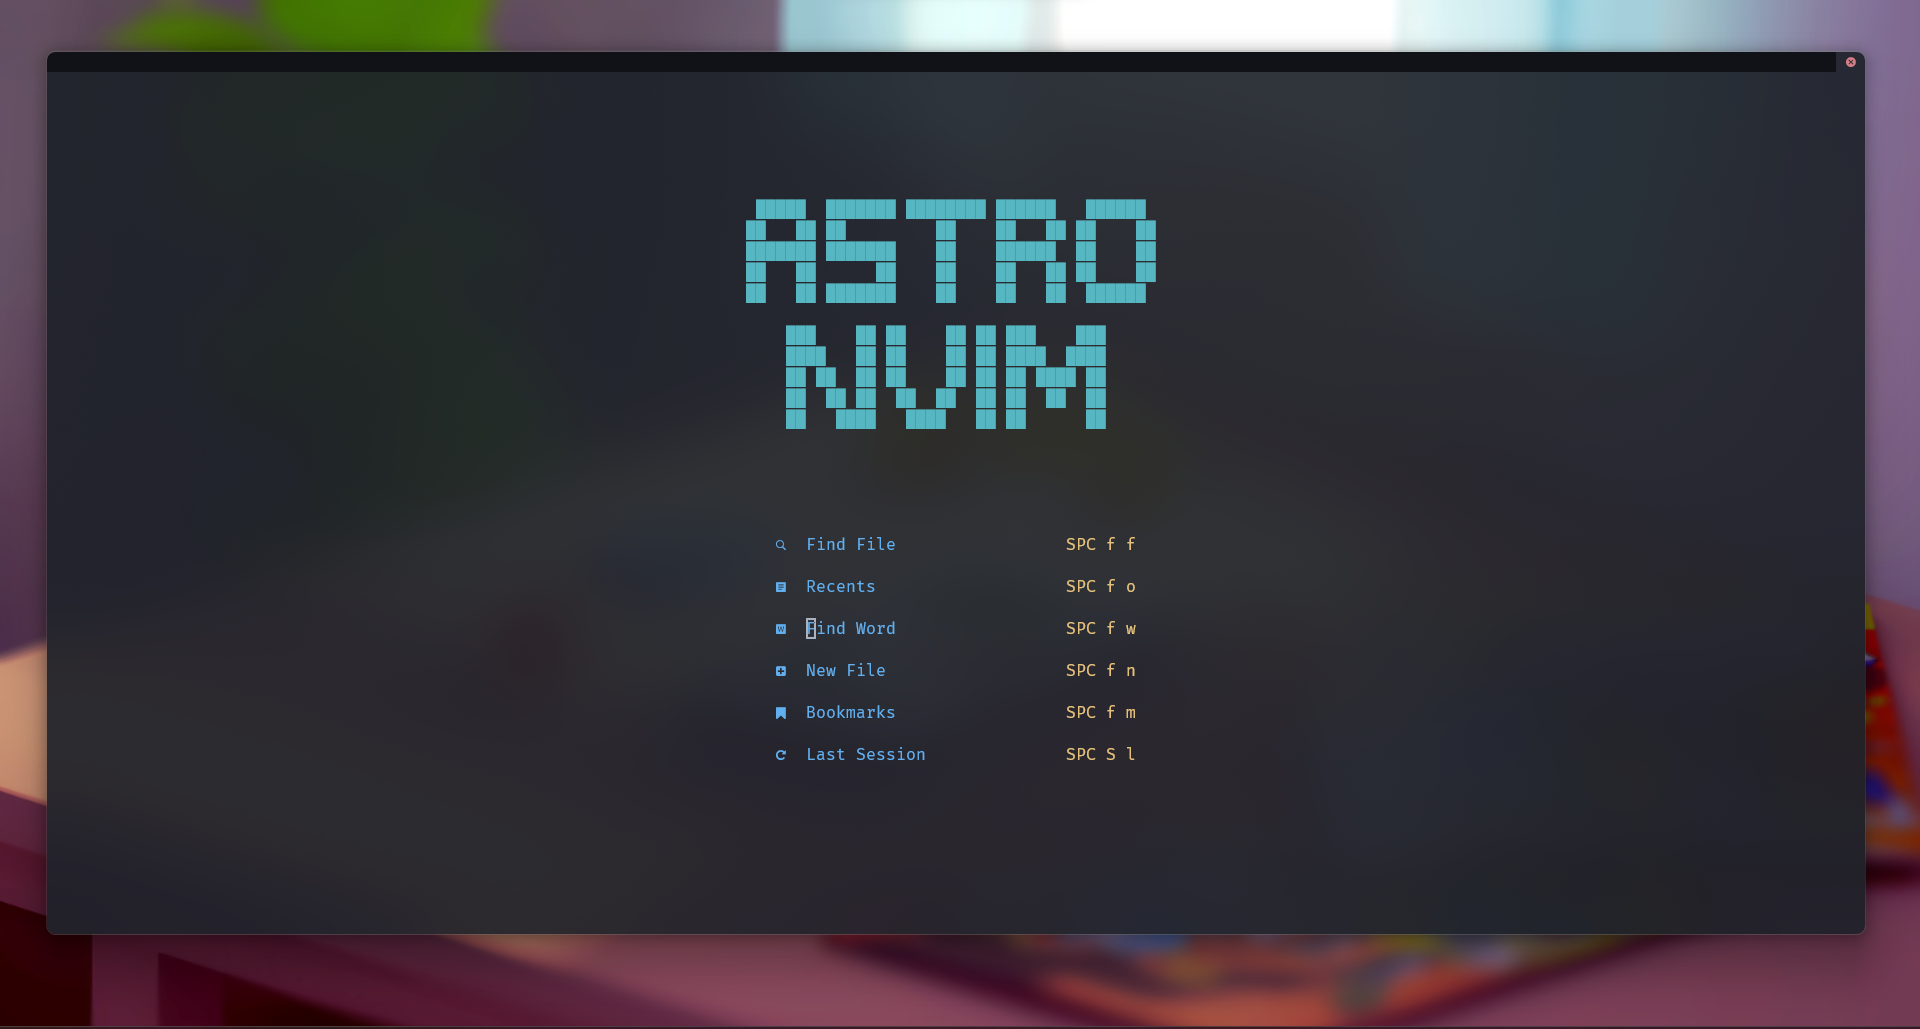 ASTRO
NVIM
Find File SPC f f
Recents SPC f o
Find Word SPC f w
New File SPC f n
Bookmarks SPC f m
Last Session SPC S l